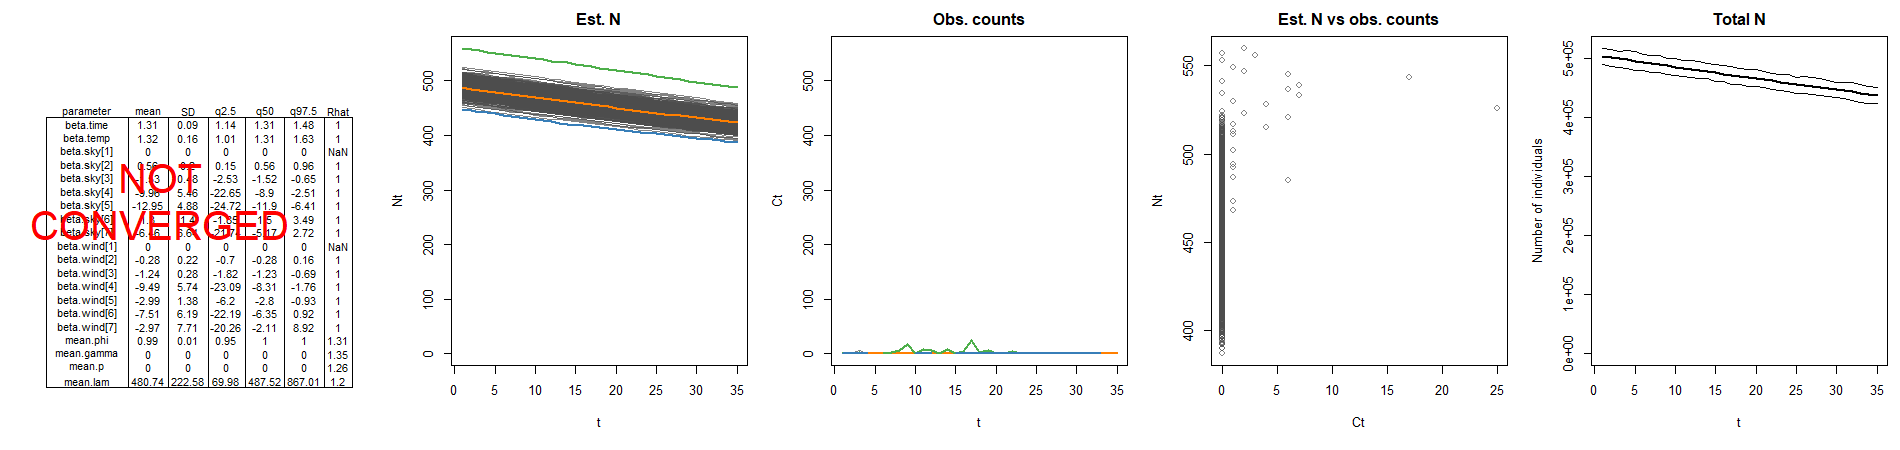 Est. N
Obs. counts
Est. N vs obs. counts
Total N
parameter mean SD q2.5 q50 q97.5 Rhat
beta.time 1.31 0.09 1.14 1.31 1.48 1
beta.temp 1.32 0.16 1.01 1.31 1.63 1
beta.sky[1] 0 0 0 0 0 NaN
beta.sky[2] 0.56 0.15 0.56 0.96 1
beta.sky[3] 0.48 -2.53 -1.52 -0.65 1
beta.sky[4] -9.98 5.46 -22.65 -8.9 -2.51 1
beta.sky[5] -12.95 4.88 -24.72 -11.9 -6.41 1
beta.sky[6] 3.49 1
beta.sky[7] -6.46 6.64 -21.74 -5.17 2.72 1
beta.wind[1] 0 0 0 0 0 NaN
beta.wind[2] -0.28 0.22 -0.7 -0.28 0.16 1
beta.wind[3] -1.24 0.28 -1.82 -1.23 -0.69 1
beta.wind[4] -9.49 5.74 -23.09 -8.31 -1.76 1
beta.wind[5] -2.99 1.38 -6.2 -2.8 -0.93 1
beta.wind[6] -7.51 6.19 -22.19 -6.35 0.92 1
beta.wind[7] -2.97 7.71 -20.26 -2.11 8.92 1
mean.phi 0.99 0.01 0.95 1 1 1.31
mean.gamma 0 0 0 0 0 1.35
mean.p 0 0 0 0 0 1.26
mean.lam 480.74 222.58 69.98 487.52 867.01 1.2
NOT
CONVERGED
Nt
0 100 200 300 400 500
0 5 10 15 20 25 30 35
t
Ct
0 100 200 300 400 500
0 5 10 15 20 25 30 35
t
Nt
400 450 500 550
0 5 10 15 20 25
Ct
Number of individuals
0e+00 1e+05 2e+05 3e+05 4e+05 5e+05
0 5 10 15 20 25 30 35
t